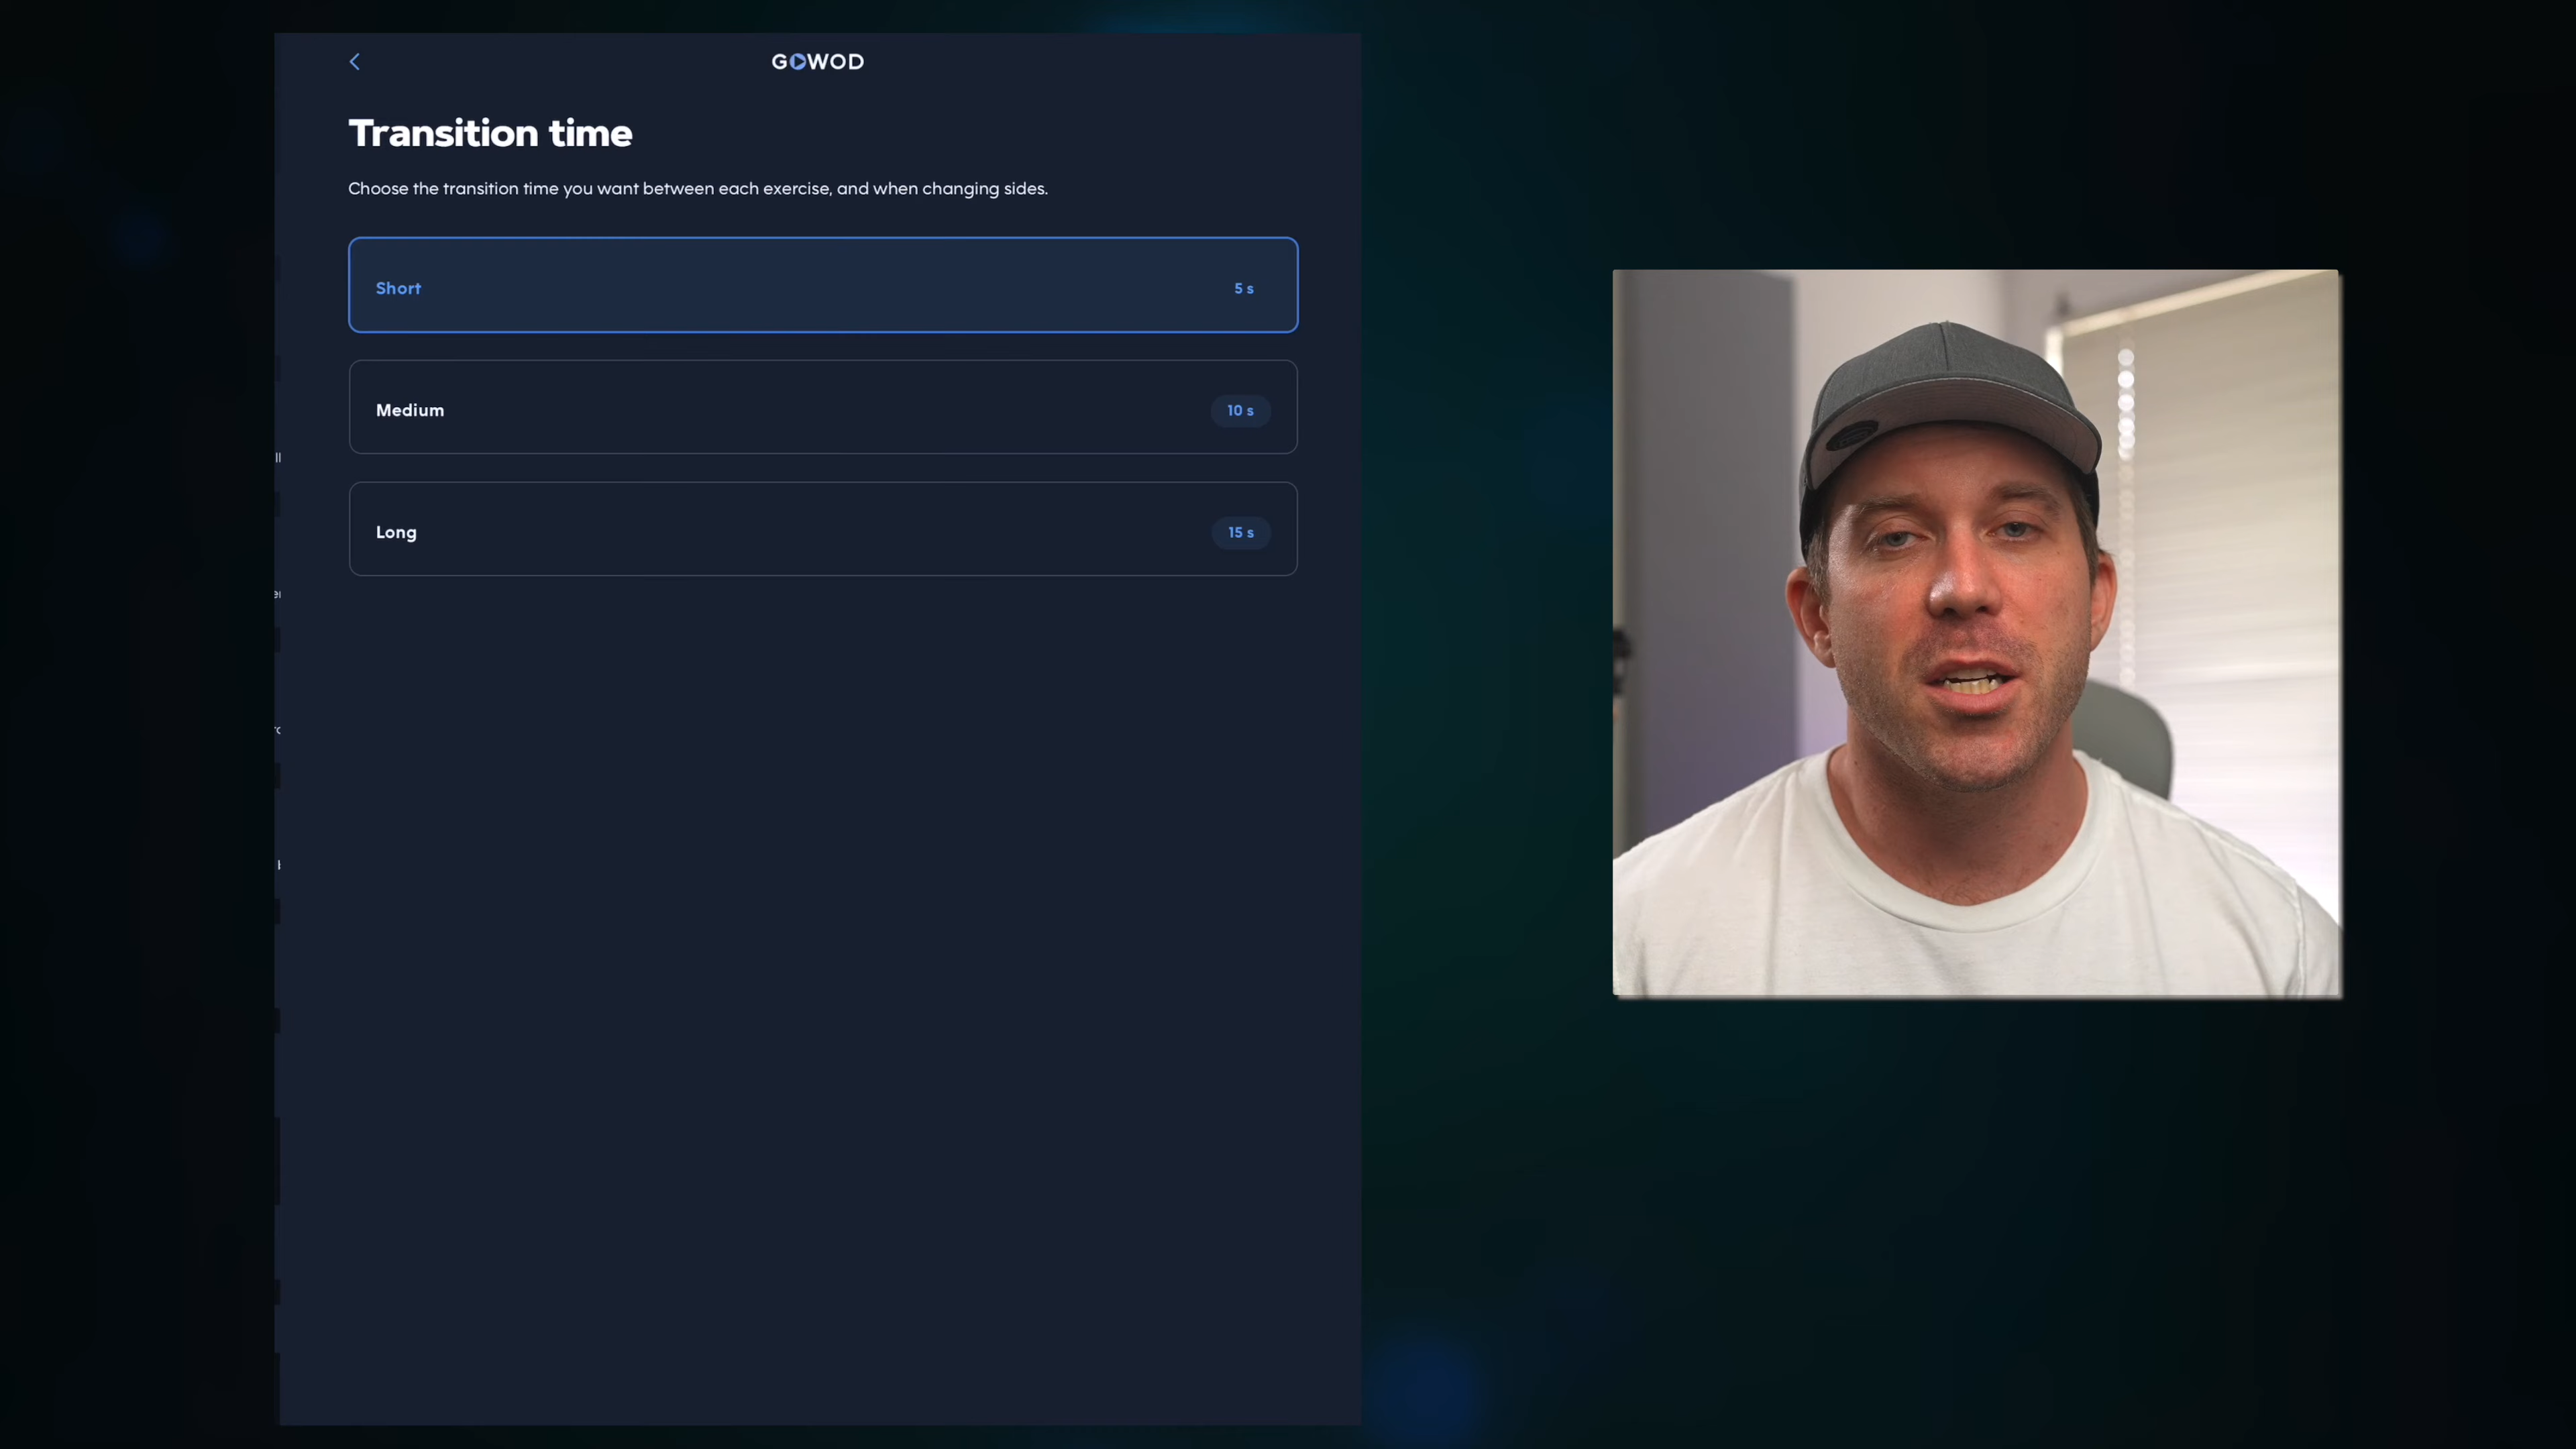 GOWOD
Transition time
Choose the transition time you want between each exercise, and when changing sides.
Short 5 s
Medium 10 s
Long 15 s